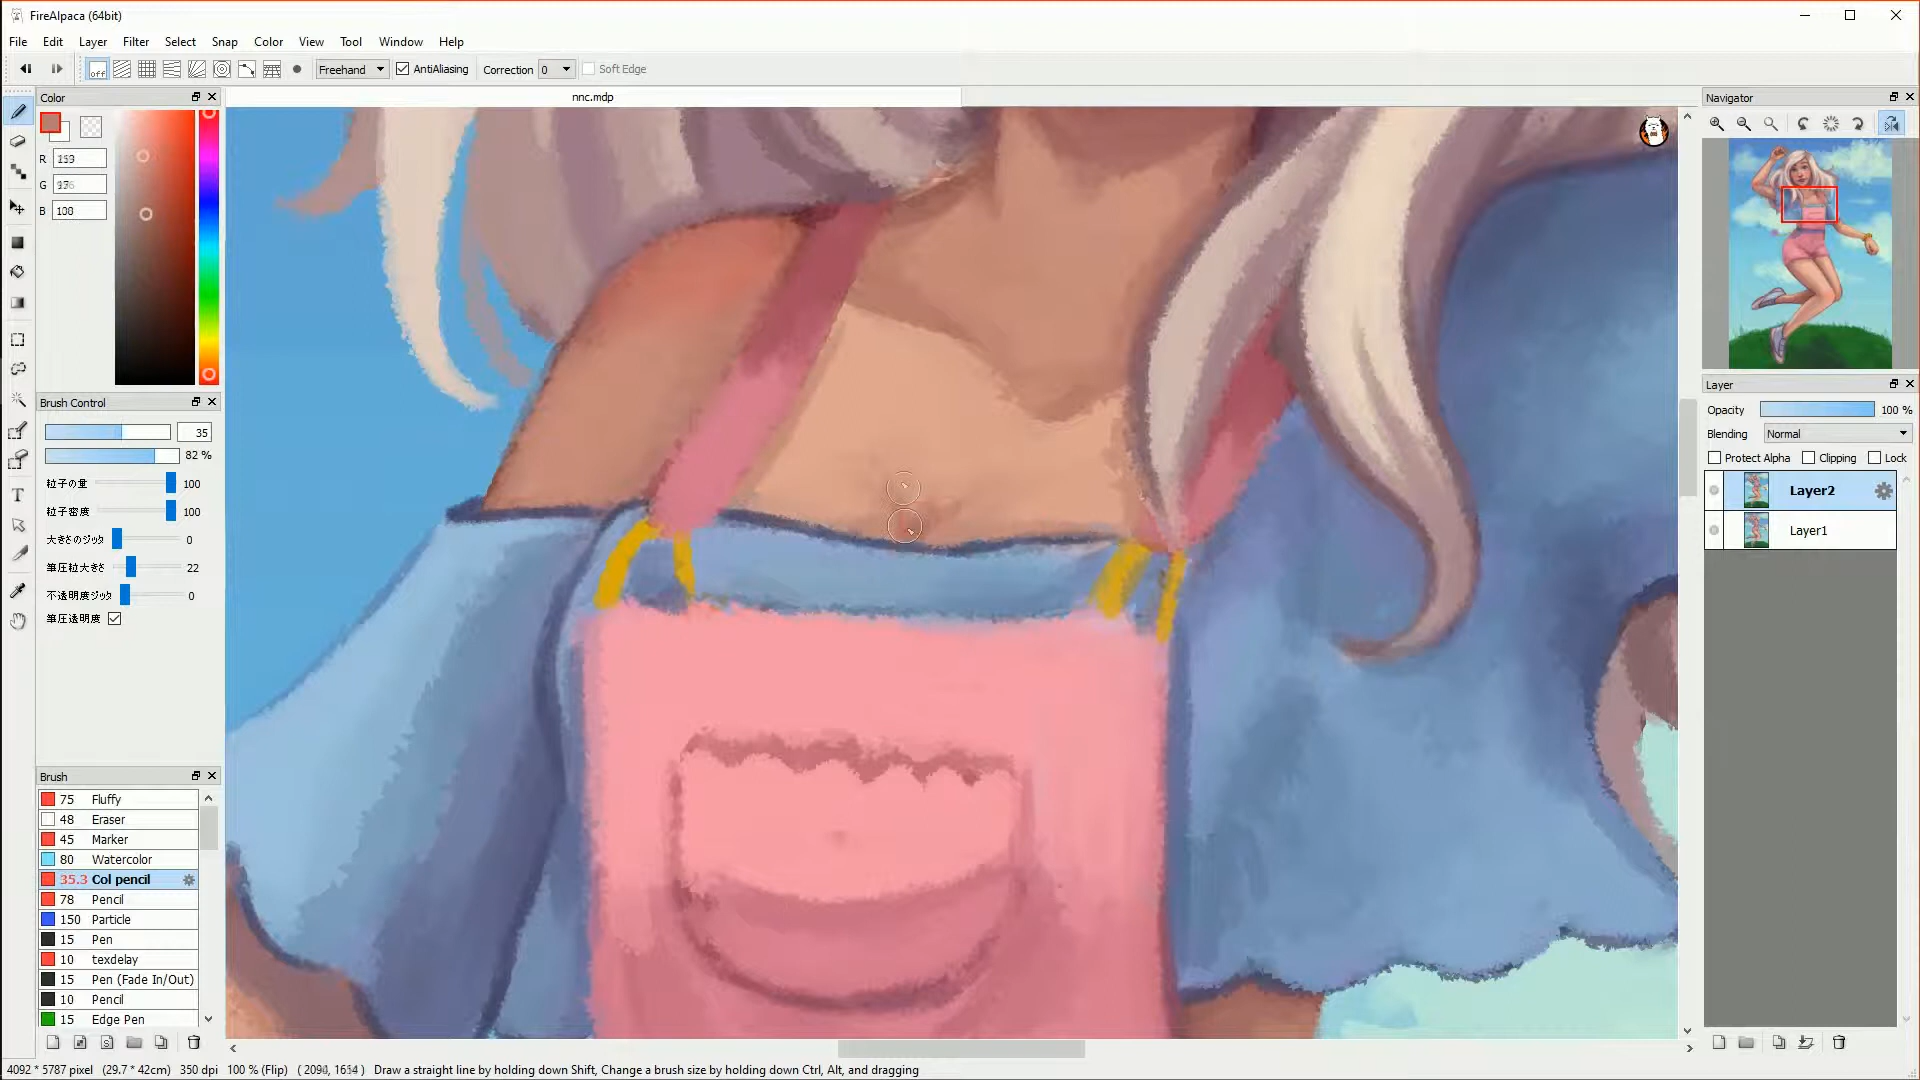 FireAlpaca (64bit)
File Edit Layer Filter Select Snap Color View Tool Window Help
off Freehand AntiAliasing Correction 0 Soft Edge
Color
nnc.mdp
Navigator
R
G
B
Layer
Brush Control
Opacity 100 %
35
Blending Normal
82 %
Protect Alpha Clipping Lock
粒子の量 100
Layer2
粒子密度 100
Layer1
大きさのジッタ 0
筆圧粒大きさ 22
不透明度ジッタ 0
筆圧透明度
Brush
75 Fluffy
48 Eraser
45 Marker
80 Watercolor
35.3 Col pencil
78 Pencil
150 Particle
15 Pen
10 texdelay
15 Pen (Fade In/Out)
10 Pencil
15 Edge Pen
4092 * 5787 pixel (29.7 * 42cm) 350 dpi 100 % (Flip) Draw a straight line by holding down Shift, Change a brush size by holding down Ctrl, Alt, and dragging